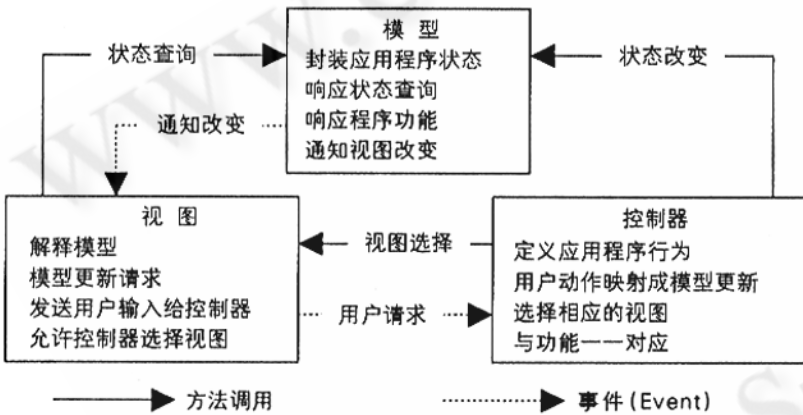 模 型
封装应用程序状态
响应状态查询
响应程序功能
通知视图改变
状态查询
状态改变
通知改变
视 图
解释模型
模型更新请求
发送用户输入给控制器
允许控制器选择视图
视图选择
用户请求
控制器
定义应用程序行为
用户动作映射成模型更新
选择相应的视图
与功能一一对应
方法调用
事件(Event)
www.